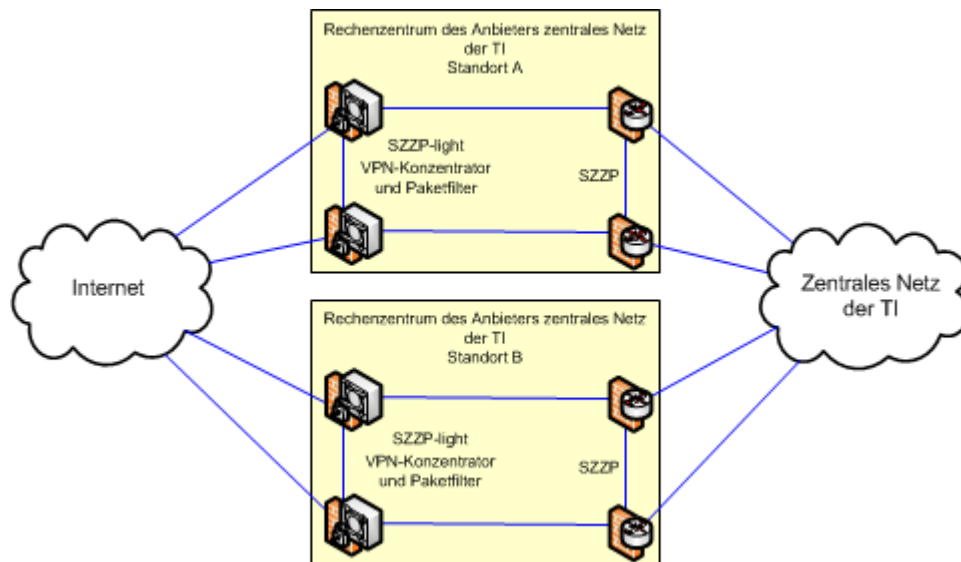 Rechenzentrum des Anbieters zentrales Netz
der TI
Standort A
SZZP-light
VPN-Konzentrator
und Paketfilter
SZZP
Internet
Zentrales Netz
der TI
Rechenzentrum des Anbieters zentrales Netz
der TI
Standort B
SZZP-light
VPN-Konzentrator
und Paketfilter
SZZP